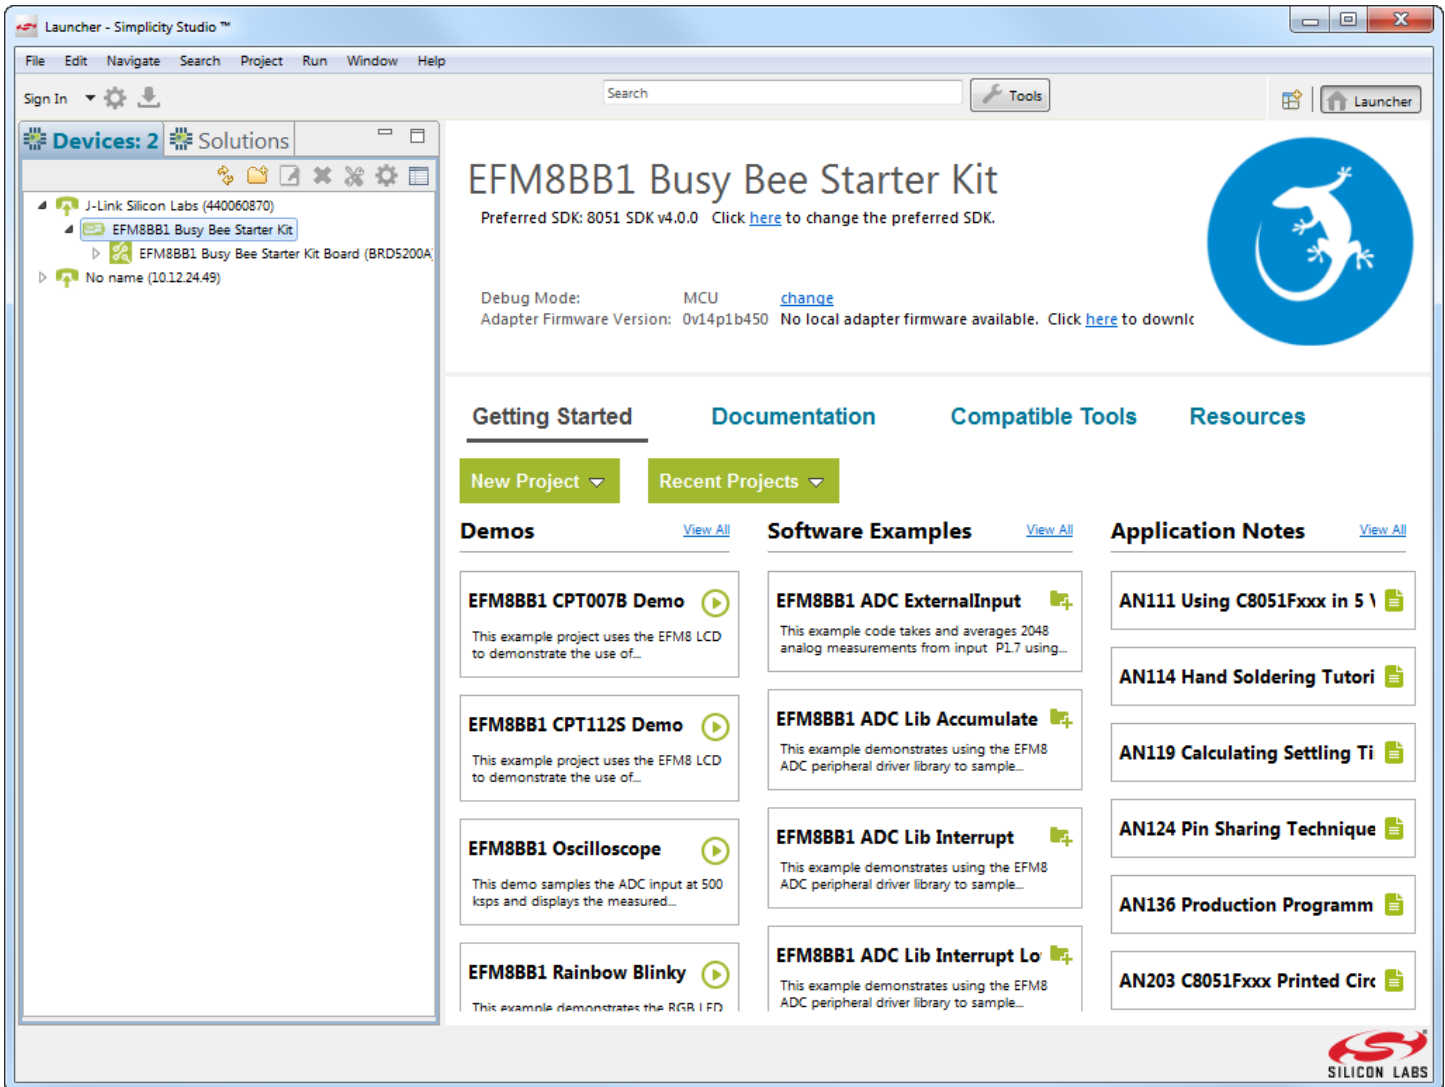 Launcher - Simplicity Studio ™
File Edit Navigate Search Project Run Window Help
Sign In
Search
Tools
Launcher
Devices: 2
Solutions
J-Link Silicon Labs (440060870)
EFM8BB1 Busy Bee Starter Kit
EFM8BB1 Busy Bee Starter Kit Board (BRD5200A)
No name (10.12.24.49)
EFM8BB1 Busy Bee Starter Kit
Preferred SDK: 8051 SDK v4.0.0 Click here to change the preferred SDK.
Debug Mode: MCU change
Adapter Firmware Version: 0v14p1b450 No local adapter firmware available. Click here to downlc
Getting Started
Documentation
Compatible Tools
Resources
New Project
Recent Projects
Demos
View All
EFM8BB1 CPT007B Demo
This example project uses the EFM8 LCD
to demonstrate the use of...
EFM8BB1 CPT112S Demo
This example project uses the EFM8 LCD
to demonstrate the use of...
EFM8BB1 Oscilloscope
This demo samples the ADC input at 500
ksps and displays the measured...
EFM8BB1 Rainbow Blinky
This example demonstrates the RGB LED
Software Examples
View All
EFM8BB1 ADC ExternalInput
This example code takes and averages 2048
analog measurements from input P1.7 using...
EFM8BB1 ADC Lib Accumulate
This example demonstrates using the EFM8
ADC peripheral driver library to sample...
EFM8BB1 ADC Lib Interrupt
This example demonstrates using the EFM8
ADC peripheral driver library to sample...
EFM8BB1 ADC Lib Interrupt Lo
This example demonstrates using the EFM8
ADC peripheral driver library to sample...
Application Notes
View All
AN111 Using C8051Fxxx in 5 V
AN114 Hand Soldering Tutori
AN119 Calculating Settling Ti
AN124 Pin Sharing Technique
AN136 Production Programm
AN203 C8051Fxxx Printed Circ
SILICON LABS